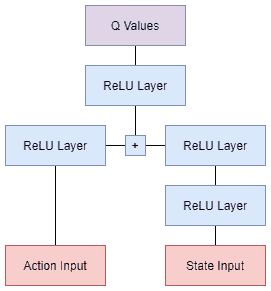 Q Values
ReLU Layer
ReLU Layer
+
ReLU Layer
ReLU Layer
Action Input
State Input